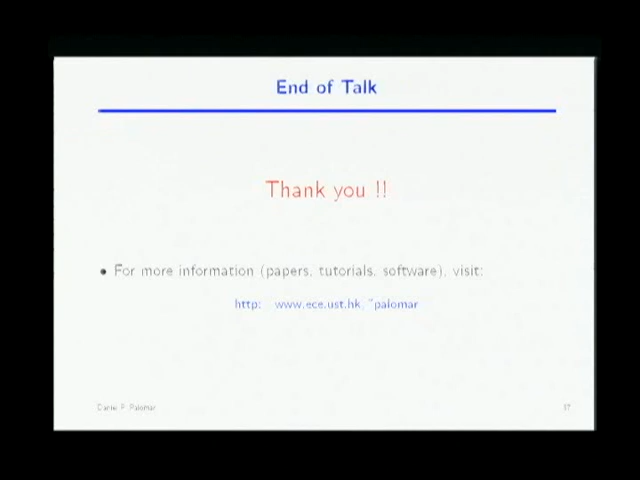 End of Talk
Thank you !!
• For more information (papers, tutorials, software), visit:
http: www.ece.ust.hk ~palomar
Daniel P. Palomar
37